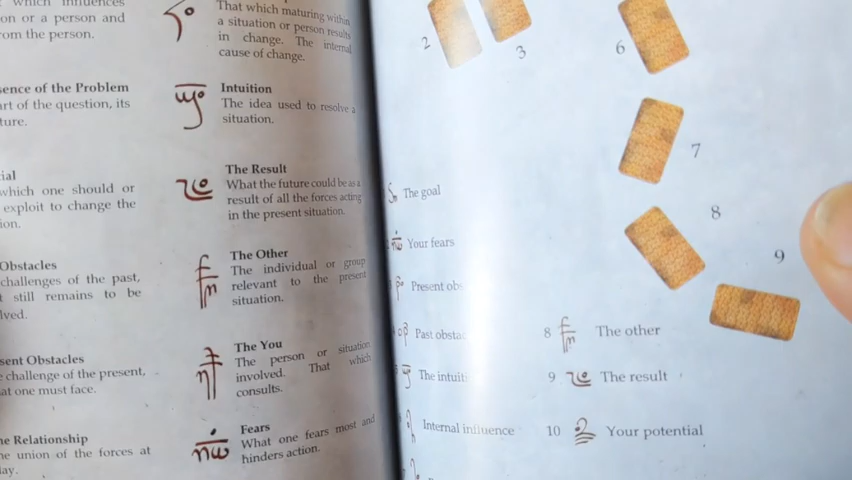 which influences
on or a person and
rom the person.
sence of the Problem
art of the question, its
ture.
ial
which one should or
exploit to change the
ion.
Obstacles
challenges of the past,
t still remains to be
lved.
sent Obstacles
e challenge of the present,
at one must face.
he Relationship
he union of the forces at
lay.
That which maturing within
a situation or person results
in change. The internal
cause of change.
Intuition
The idea used to resolve a
situation.
The Result
What the future could be as a
result of all the forces acting
in the present situation.
The Other
The individual or group
relevant to the present
situation.
The You
The person or situation
involved. That which
consults.
Fears
What one fears most and
hinders action.
2
3
6
7
8
9
The goal
Your fears
Present obs
Past obstac
The intuit
Internal influence
8 The other
9 The result
10 Your potential